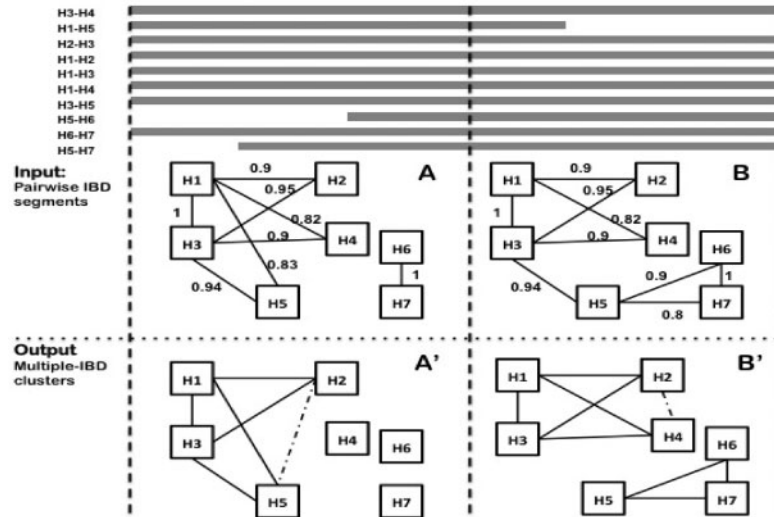 H3-H4
H1-H5
H2-H3
H1-H2
H1-H3
H1-H4
H3-H5
H5-H6
H6-H7
H5-H7
Input:
Pairwise IBD
segments
A
H1
0.9
H2
0.95
1
0.82
H3
0.9
H4
H6
0.83
1
0.94
H5
H7
B
H1
0.9
H2
0.95
1
0.82
H3
0.9
H4
H6
0.94
0.9
1
H5
0.8
H7
Output
Multiple-IBD
clusters
A'
H1
H2
H3
H4
H6
H5
H7
B'
H1
H2
H3
H4
H6
H5
H7